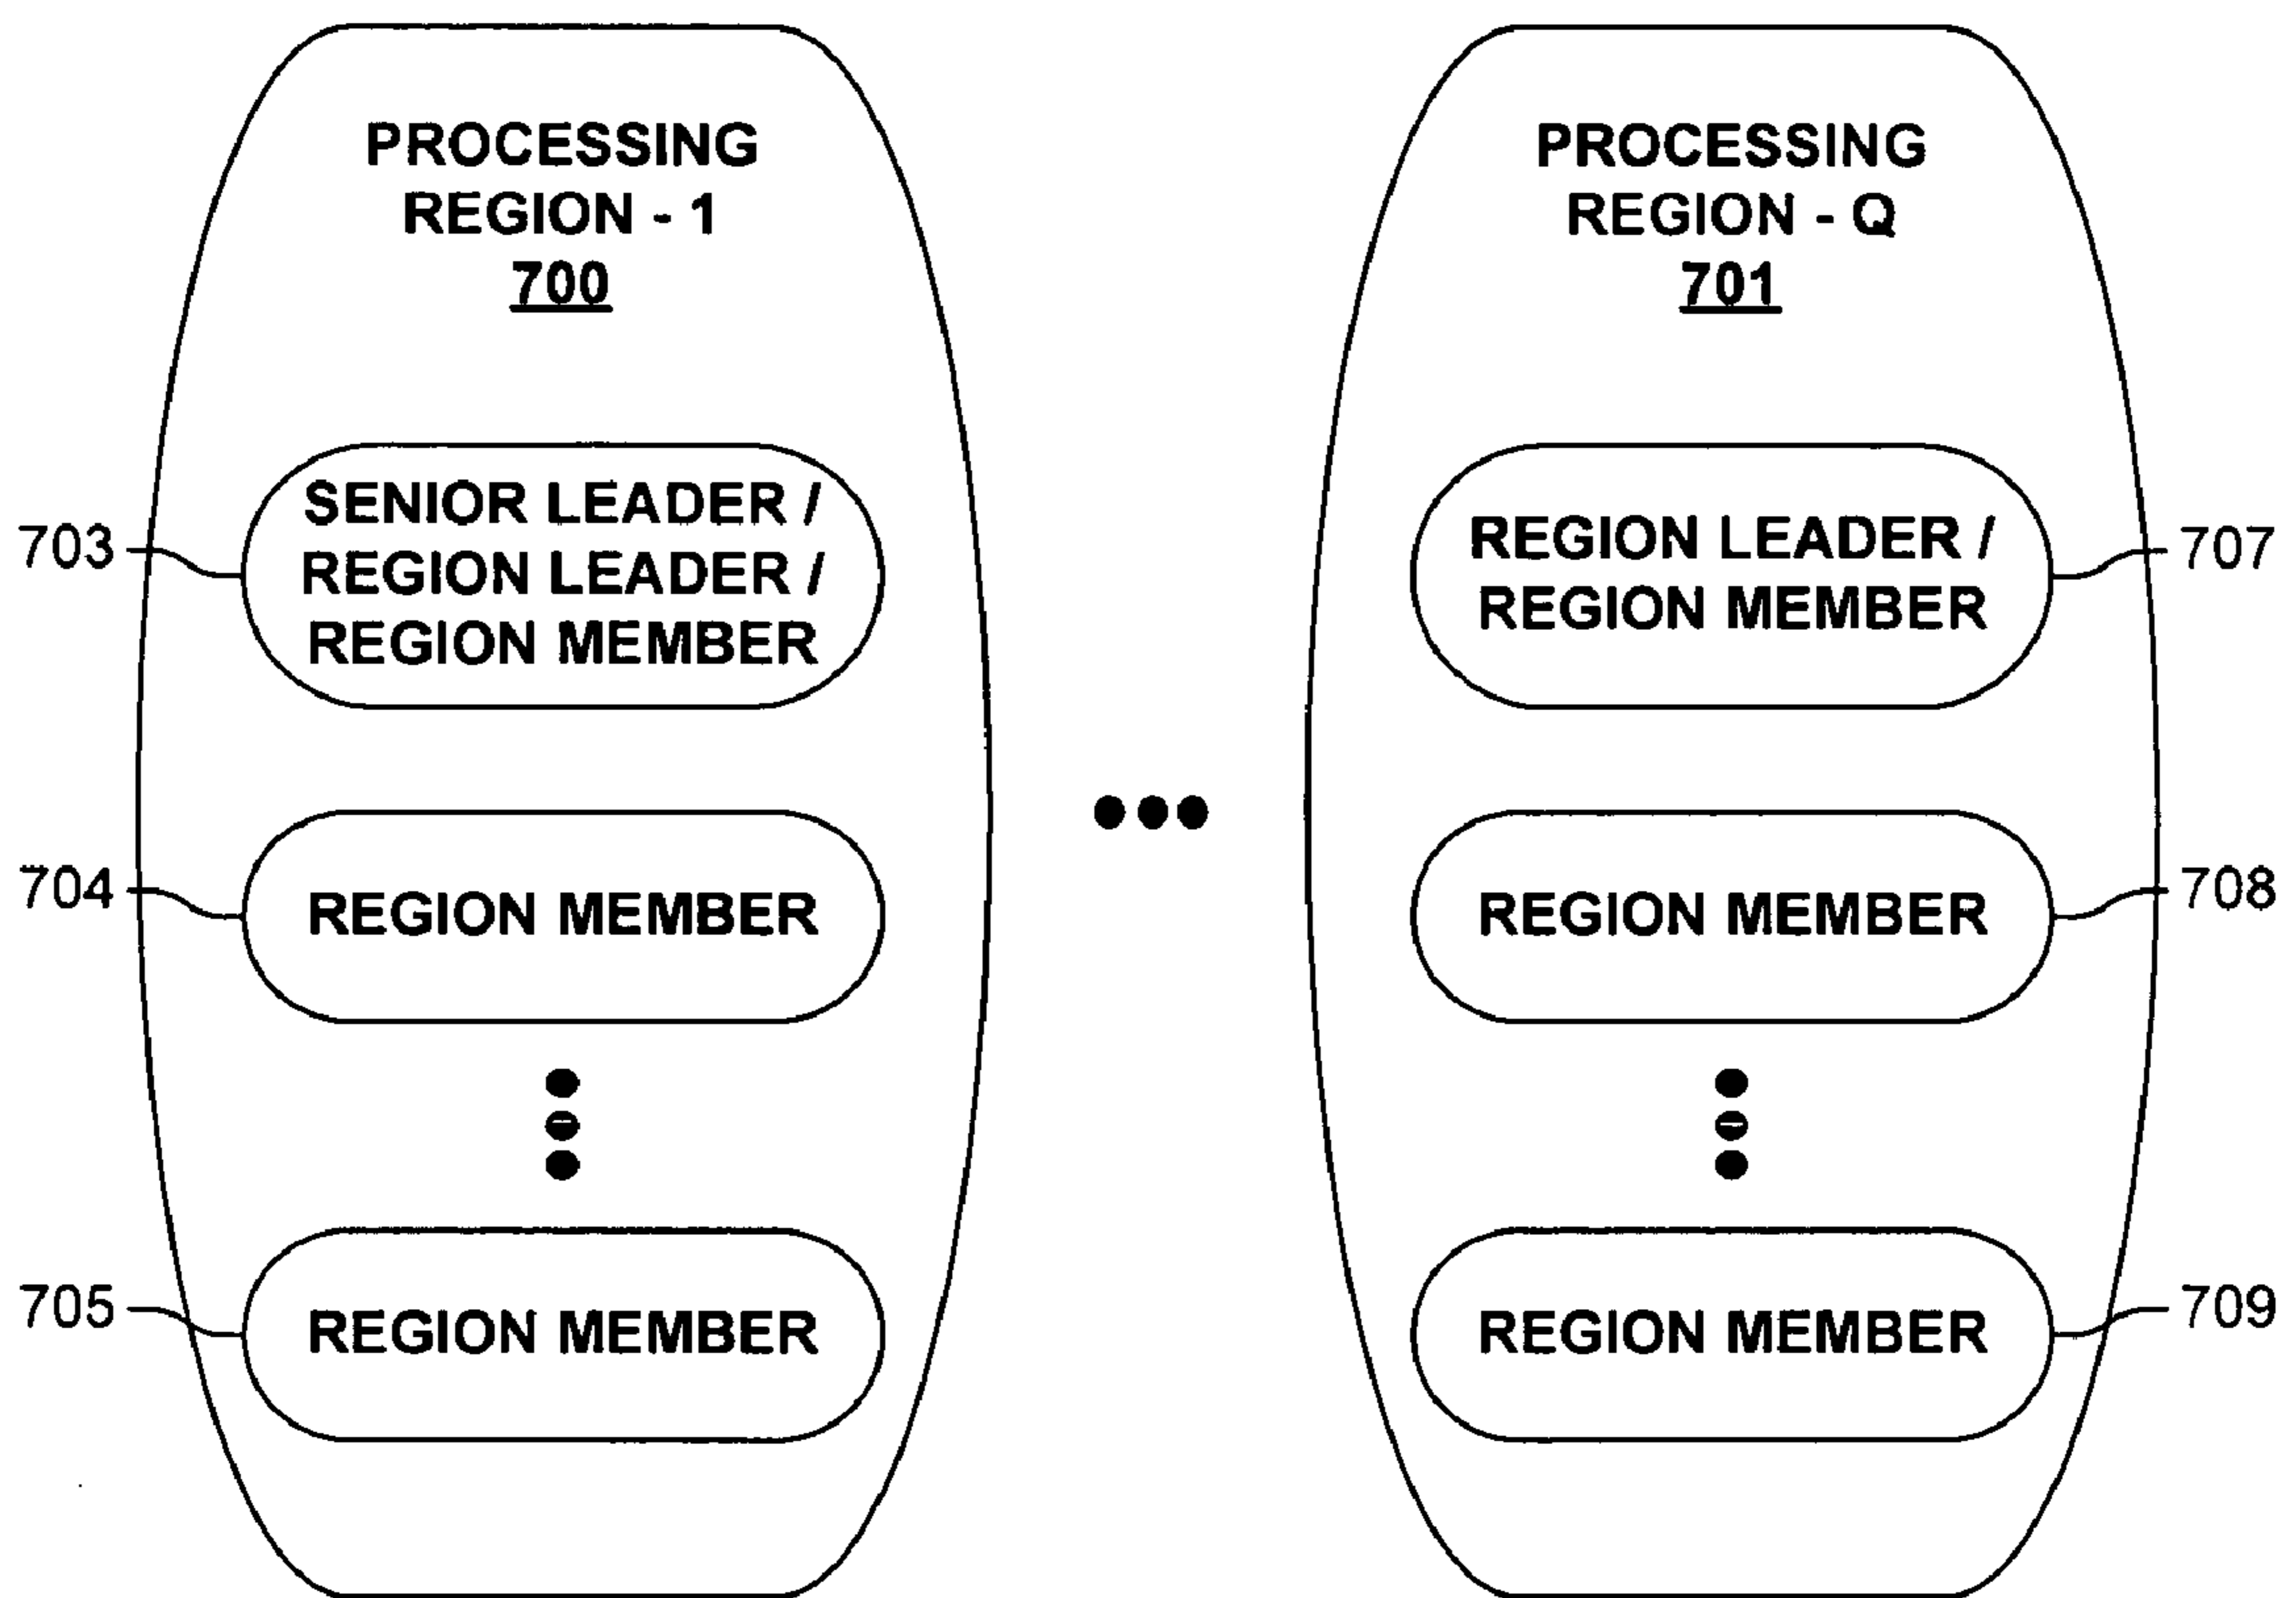 PROCESSING
REGION - 1
700
703
SENIOR LEADER /
REGION LEADER /
REGION MEMBER
704
REGION MEMBER
705
REGION MEMBER
PROCESSING
REGION - Q
701
REGION LEADER /
REGION MEMBER
707
REGION MEMBER
708
REGION MEMBER
709